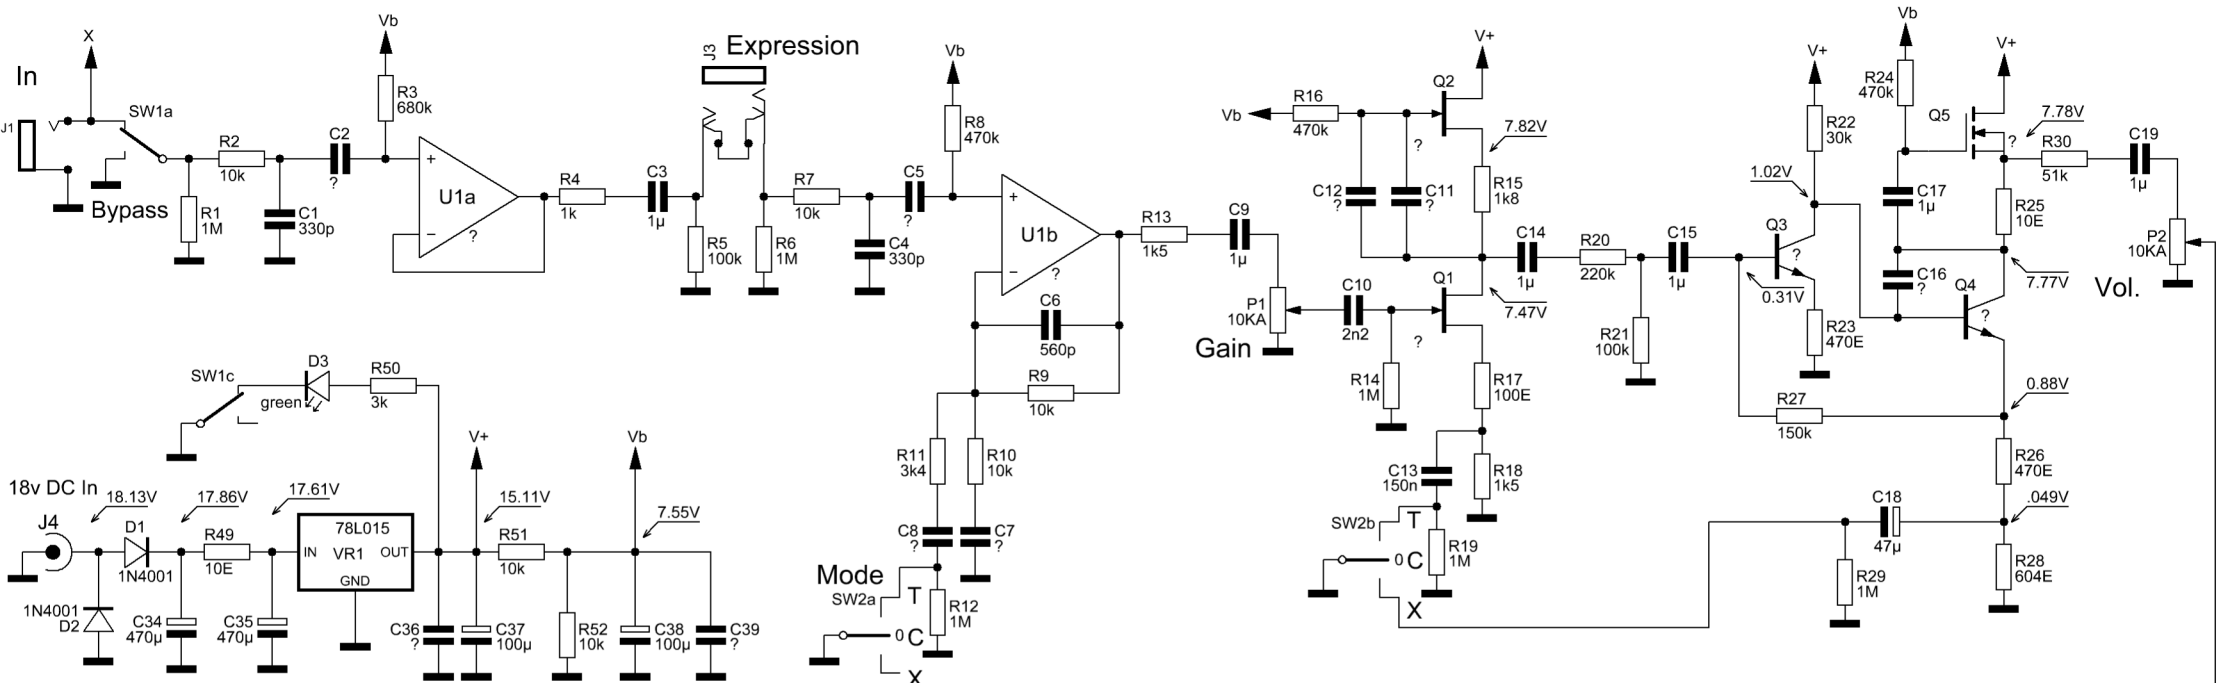 In
X
J1
SW1a
Bypass
Vb
R3
680k
R2
10k
C2
?
R1
1M
C1
330p
+
U1a
−
?
R4
1k
C3
1µ
J3
Expression
R5
100k
R6
1M
R7
10k
C4
330p
C5
?
Vb
R8
470k
+
U1b
−
?
C6
560p
R9
10k
R11
3k4
R10
10k
C8
?
C7
?
Mode
SW2a
T
0 C
X
R12
1M
R13
1k5
C9
1µ
P1
10KA
Gain
C10
2n2
R14
1M
Vb
R16
470k
C12
?
C11
?
Q2
?
V+
7.82V
R15
1k8
Q1
?
7.47V
R17
100E
C13
150n
R18
1k5
SW2b
T
0 C
X
R19
1M
C14
1µ
R20
220k
R21
100k
C15
1µ
V+
R22
30k
1.02V
Q3
?
0.31V
R23
470E
R27
150k
Vb
R24
470k
C17
1µ
C16
?
Q5
?
V+
7.78V
R25
10E
7.77V
Q4
?
0.88V
R26
470E
.049V
C18
47µ
R29
1M
R28
604E
R30
51k
C19
1µ
P2
10KA
Vol.
SW1c
D3
green
R50
3k
18v DC In
J4
18.13V
D1
1N4001
17.86V
17.61V
R49
10E
1N4001
D2
C34
470µ
C35
470µ
78L015
IN
VR1
OUT
GND
V+
15.11V
R51
10k
C36
?
C37
100µ
R52
10k
Vb
7.55V
C38
100µ
C39
?